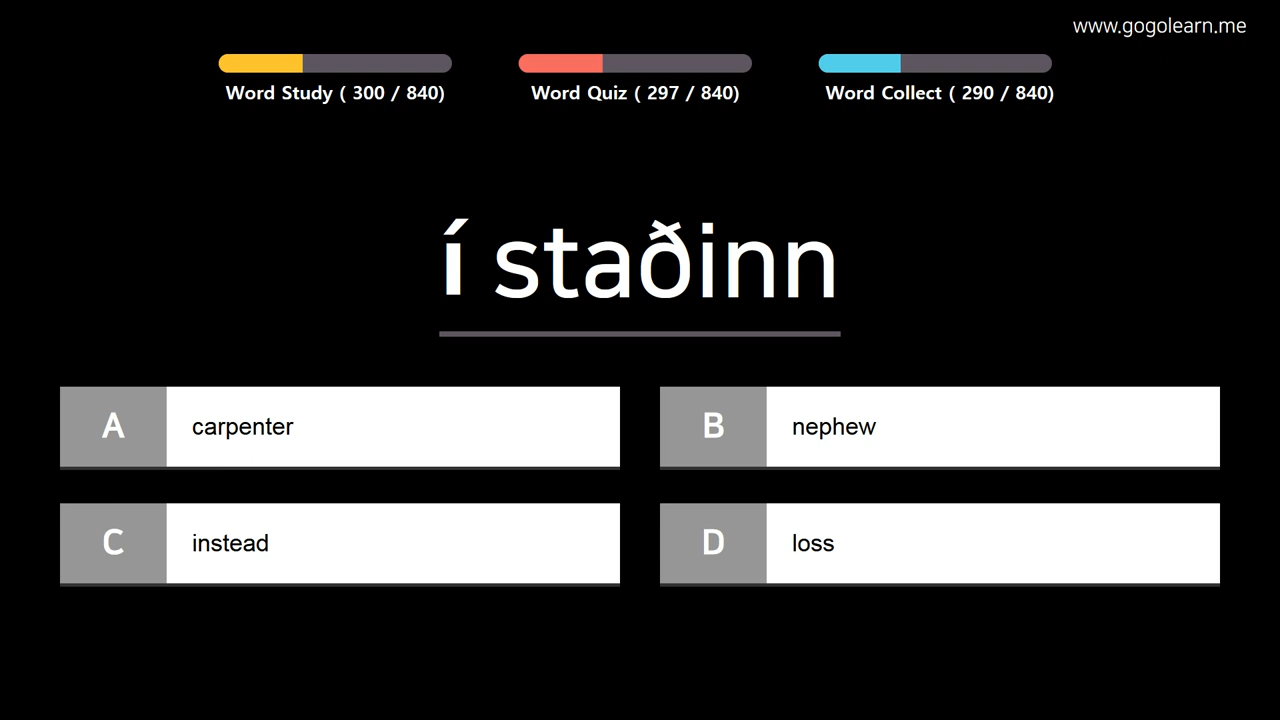 www.gogolearn.me
Word Study ( 300 / 840)
Word Quiz ( 297 / 840)
Word Collect ( 290 / 840)
í staðinn
A carpenter
B nephew
C instead
D loss